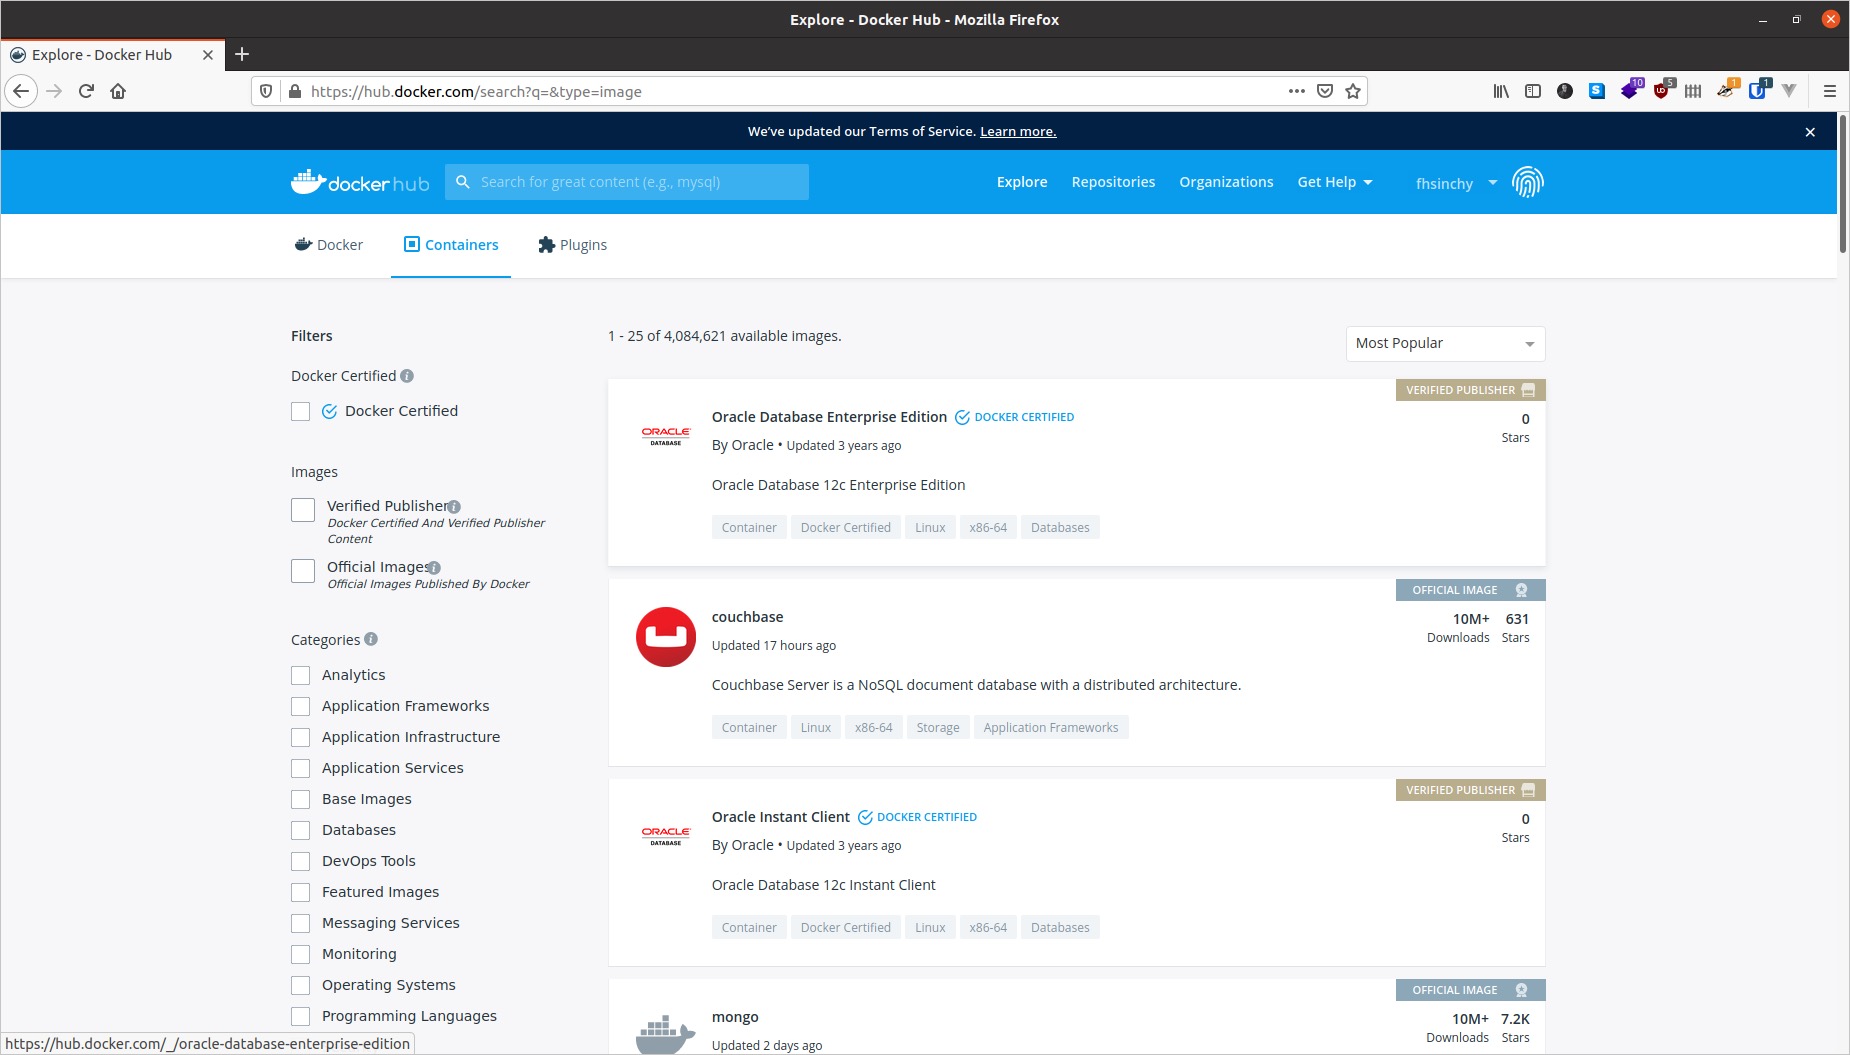 Explore - Docker Hub - Mozilla Firefox
Explore - Docker Hub
https://hub.docker.com/search?q=&type=image
10
5
1
1
We've updated our Terms of Service. Learn more.
docker hub
Search for great content (e.g., mysql)
Explore
Repositories
Organizations
Get Help
fhsinchy
Docker
Containers
Plugins
Filters
Docker Certified
Docker Certified
Images
Verified Publisher
Docker Certified And Verified Publisher
Content
Official Images
Official Images Published By Docker
Categories
Analytics
Application Frameworks
Application Infrastructure
Application Services
Base Images
Databases
DevOps Tools
Featured Images
Messaging Services
Monitoring
Operating Systems
Programming Languages
1 - 25 of 4,084,621 available images.
Most Popular
VERIFIED PUBLISHER
ORACLE
DATABASE
Oracle Database Enterprise Edition DOCKER CERTIFIED
0
Stars
By Oracle • Updated 3 years ago
Oracle Database 12c Enterprise Edition
Container Docker Certified Linux x86-64 Databases
OFFICIAL IMAGE
couchbase
10M+ 631
Downloads Stars
Updated 17 hours ago
Couchbase Server is a NoSQL document database with a distributed architecture.
Container Linux x86-64 Storage Application Frameworks
VERIFIED PUBLISHER
ORACLE
DATABASE
Oracle Instant Client DOCKER CERTIFIED
0
Stars
By Oracle • Updated 3 years ago
Oracle Database 12c Instant Client
Container Docker Certified Linux x86-64 Databases
OFFICIAL IMAGE
mongo
10M+ 7.2K
Downloads Stars
Updated 2 days ago
https://hub.docker.com/_/oracle-database-enterprise-edition